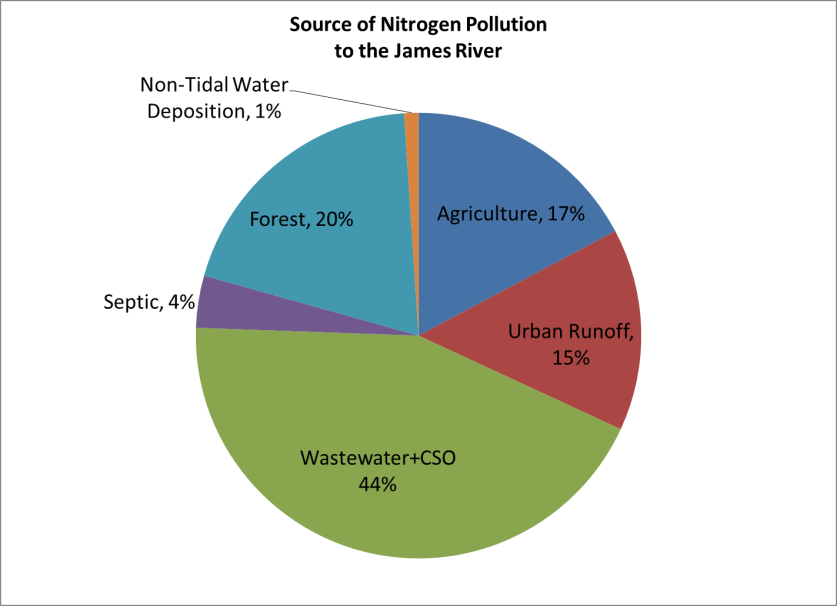 Source of Nitrogen Pollution
to the James River
Non-Tidal Water
Deposition, 1%
Agriculture, 17%
Forest, 20%
Septic, 4%
Urban Runoff,
15%
Wastewater+CSO
44%